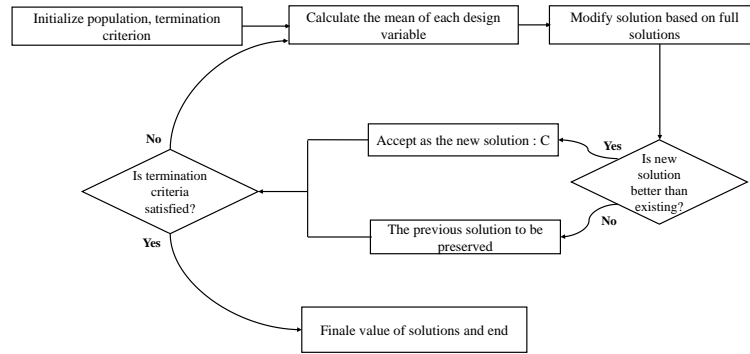 Initialize population, termination
criterion
Calculate the mean of each design
variable
Modify solution based on full
solutions
No
Accept as the new solution : C
Yes
Is new
solution
better than
existing?
Is termination
criteria
satisfied?
No
The previous solution to be
preserved
Yes
Finale value of solutions and end